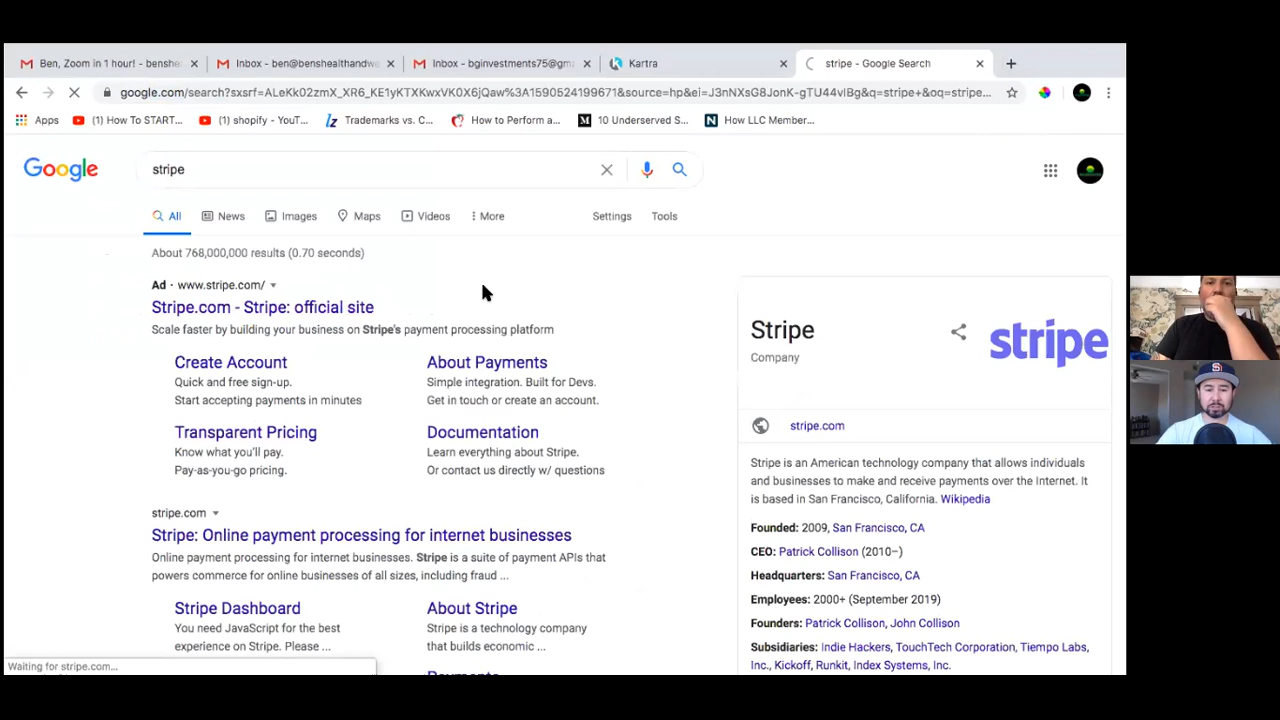 Ben, Zoom in 1 hour! - benshe
Inbox - ben@benshealthandwe
Inbox - bginvestments75@gma
Kartra
stripe - Google Search
google.com/search?sxsrf=ALeKk02zmX_XR6_KE1yKTXKwxVK0X6jQaw%3A1590524199671&source=hp&ei=J3nNXsG8JonK-gTU44vIBg&q=stripe+&oq=stripe...
Apps
(1) How To START...
(1) shopify - YouT...
Trademarks vs. C...
How to Perform a...
10 Underserved S...
How LLC Member...
Google
stripe
All
News
Images
Maps
Videos
More
Settings
Tools
About 768,000,000 results (0.70 seconds)
Ad · www.stripe.com/
Stripe.com - Stripe: official site
Scale faster by building your business on Stripe's payment processing platform
Create Account
Quick and free sign-up.
Start accepting payments in minutes
About Payments
Simple integration. Built for Devs.
Get in touch or create an account.
Transparent Pricing
Know what you'll pay.
Pay-as-you-go pricing.
Documentation
Learn everything about Stripe.
Or contact us directly w/ questions
stripe.com
Stripe: Online payment processing for internet businesses
Online payment processing for internet businesses. Stripe is a suite of payment APIs that
powers commerce for online businesses of all sizes, including fraud ...
Stripe Dashboard
You need JavaScript for the best
experience on Stripe. Please ...
About Stripe
Stripe is a technology company
that builds economic ...
Payments
Waiting for stripe.com...
Stripe
Company
stripe
stripe.com
Stripe is an American technology company that allows individuals
and businesses to make and receive payments over the Internet. It
is based in San Francisco, California. Wikipedia
Founded: 2009, San Francisco, CA
CEO: Patrick Collison (2010–)
Headquarters: San Francisco, CA
Employees: 2000+ (September 2019)
Founders: Patrick Collison, John Collison
Subsidiaries: Indie Hackers, TouchTech Corporation, Tiempo Labs,
Inc., Kickoff, Runkit, Index Systems, Inc.